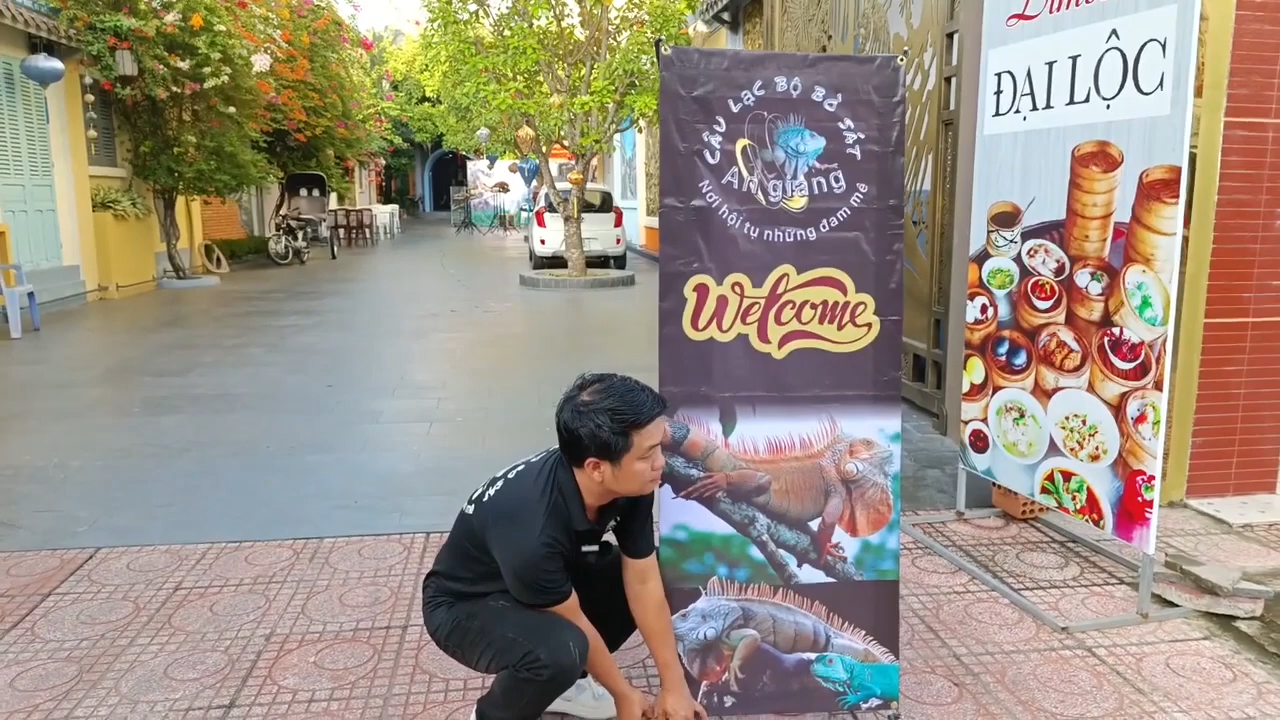 CÂU LẠC BỘ BÒ SÁT
An giang
Nơi hội tụ những đam mê
Welcome
ĐẠI LỘC